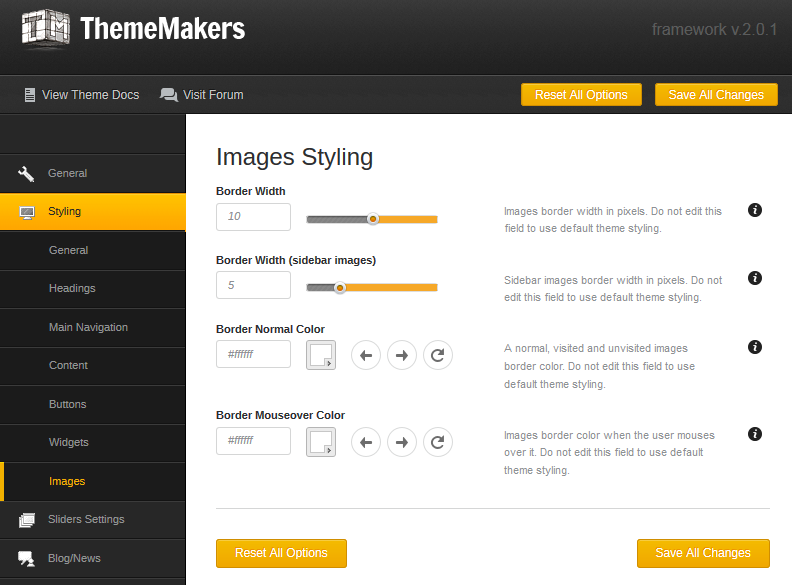 TM ThemeMakers
framework v.2.0.1
View Theme Docs
Visit Forum
Reset All Options
Save All Changes
General
Styling
General
Headings
Main Navigation
Content
Buttons
Widgets
Images
Sliders Settings
Blog/News
Images Styling
Border Width
10
Images border width in pixels. Do not edit this
field to use default theme styling.
Border Width (sidebar images)
5
Sidebar images border width in pixels. Do not
edit this field to use default theme styling.
Border Normal Color
#ffffff
A normal, visited and unvisited images
border color. Do not edit this field to use
default theme styling.
Border Mouseover Color
#ffffff
Images border color when the user mouses
over it. Do not edit this field to use default
theme styling.
Reset All Options
Save All Changes